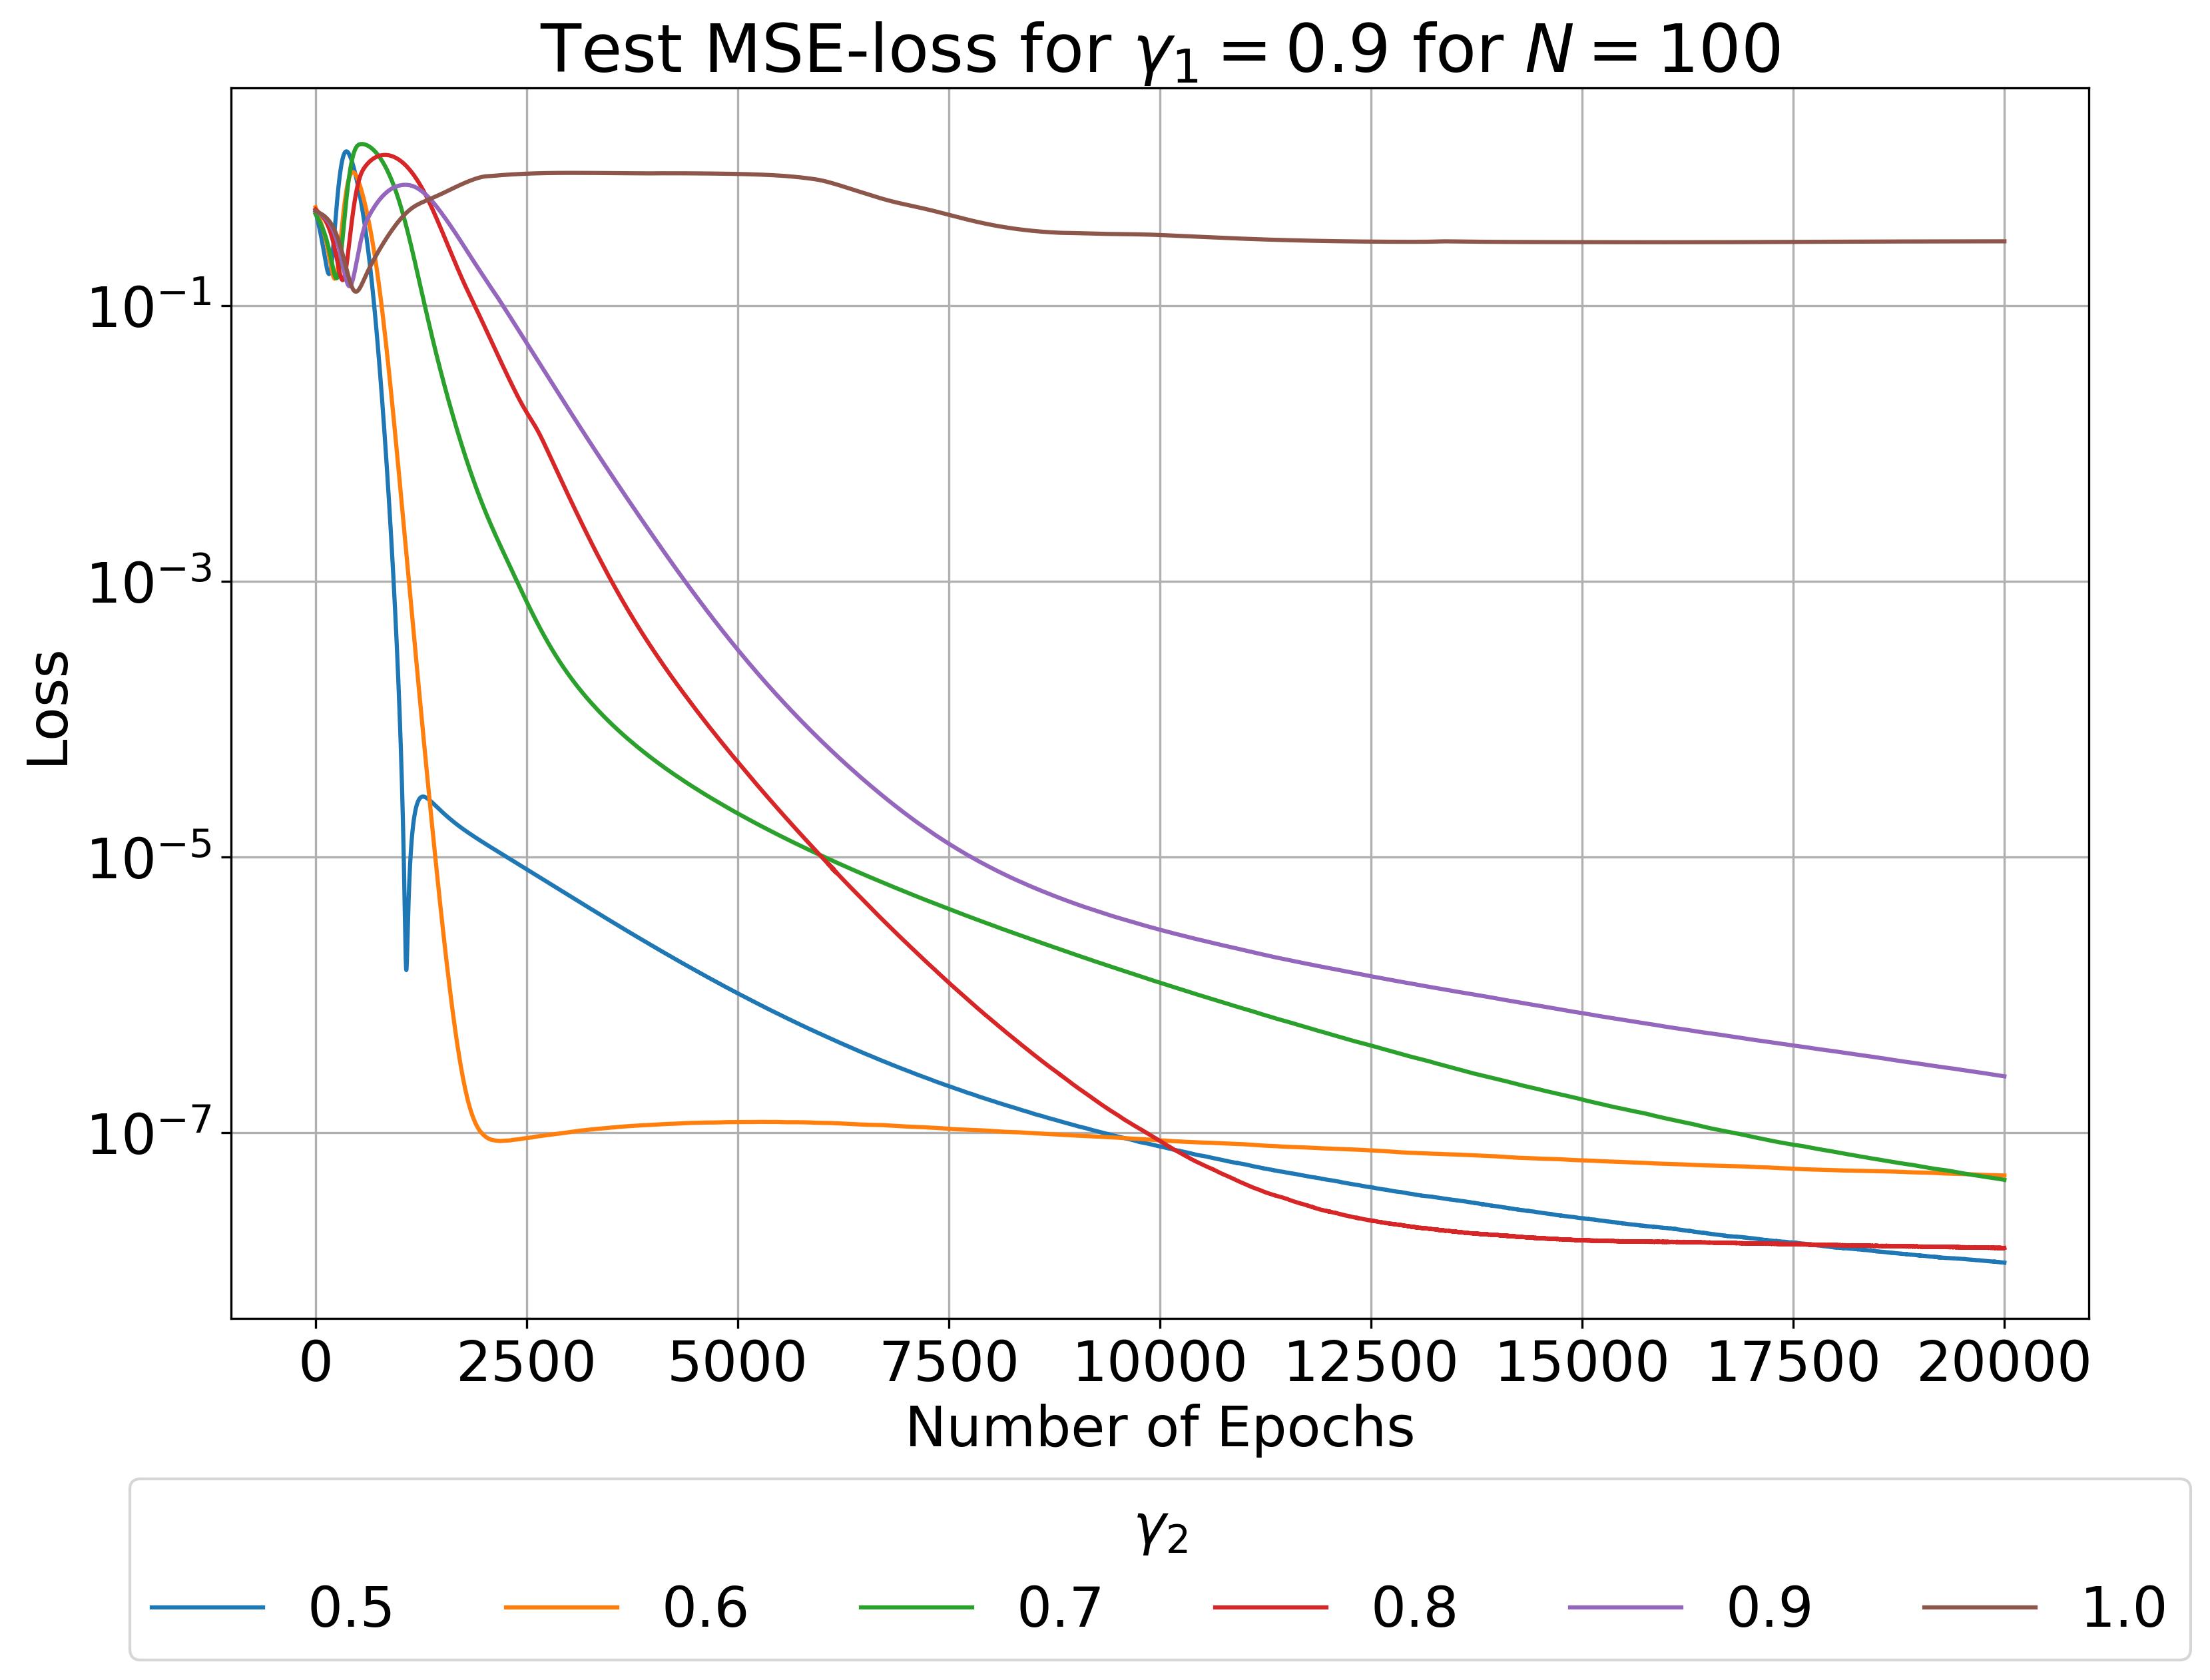 Test MSE-loss for γ₁ = 0.9 for N = 100
Loss
10⁻¹
10⁻³
10⁻⁵
10⁻⁷
0 2500 5000 7500 10000 12500 15000 17500 20000
Number of Epochs
γ₂
0.5 0.6 0.7 0.8 0.9 1.0